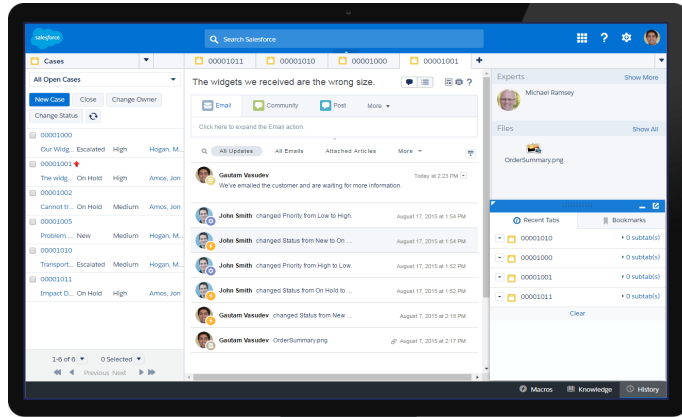 salesforce
Search Salesforce
?
Cases
00001011
00001010
00001000
00001001
+
All Open Cases
New Case
Close
Change Owner
Change Status
00001000
Our Widg... Escalated High Hogan, M...
00001001
The widg... On Hold High Amos, Jon
00001002
Cannot tr... On Hold Medium Amos, Jon
00001005
Problem ... New Medium Hogan, M...
00001010
Transport... Escalated Medium Hogan, M...
00001011
Impact D... On Hold High Amos, Jon
1-6 of 6
0 Selected
Previous Next
The widgets we received are the wrong size.
?
Email
Community
Post
More
Click here to expand the Email action.
All Updates
All Emails
Attached Articles
More
Gautam Vasudev
Today at 2:23 PM
We've emailed the customer and are waiting for more information.
John Smith changed Priority from Low to High.
August 17, 2015 at 1:54 PM
John Smith changed Status from New to On ...
August 17, 2015 at 1:54 PM
John Smith changed Priority from High to Low.
August 17, 2015 at 1:52 PM
John Smith changed Status from On Hold to ...
August 17, 2015 at 1:52 PM
Gautam Vasudev changed Status from New ...
August 7, 2015 at 2:18 PM
Gautam Vasudev OrderSummary.png
August 7, 2015 at 2:17 PM
Experts
Show More
Michael Ramsey
Files
Show All
OrderSummary.png
Recent Tabs
Bookmarks
00001010
0 subtab(s)
00001000
0 subtab(s)
00001001
0 subtab(s)
00001011
0 subtab(s)
Clear
Macros
Knowledge
History